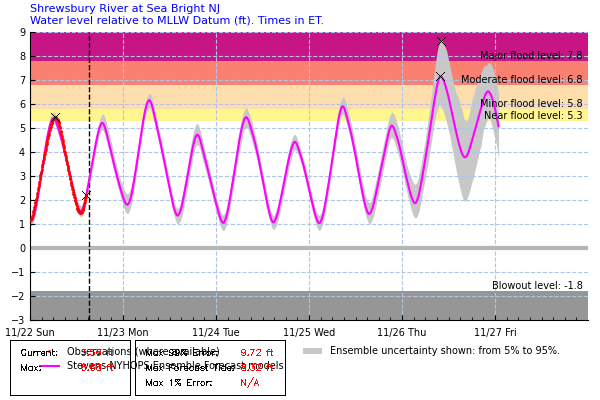 Shrewsbury River at Sea Bright NJ
Water level relative to MLLW Datum (ft). Times in ET.
9
8
7
6
5
4
3
2
1
0
−1
−2
−3
Major flood level: 7.8
Moderate flood level: 6.8
Minor flood level: 5.8
Near flood level: 5.3
Blowout level: -1.8
11/22 Sun
11/23 Mon
11/24 Tue
11/25 Wed
11/26 Thu
11/27 Fri
Observations (where available)
Stevens NYHOPS Ensemble Forecast models
Ensemble uncertainty shown: from 5% to 95%.
Current:
Max:
Max 99% Error: 9.72 ft
Max Forecast Tide:
Max 1% Error: N/A